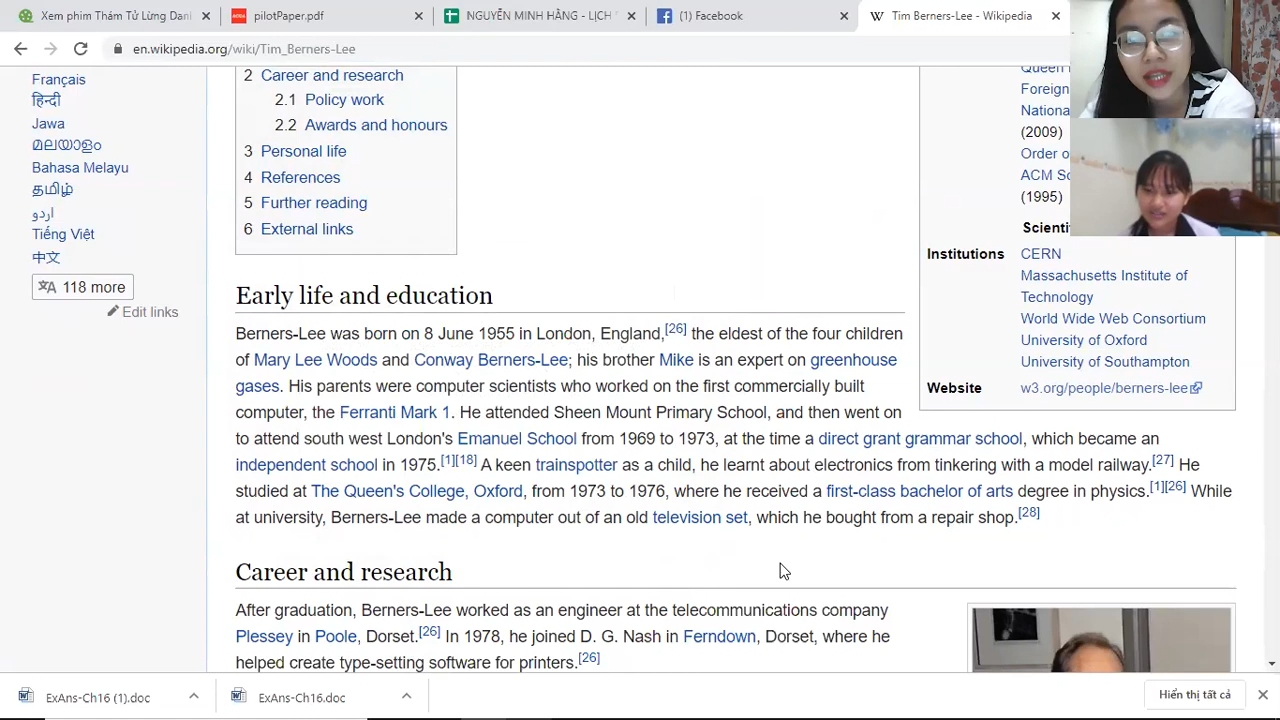 Xem phim Thám Tử Lừng Dan
pilotPaper.pdf
NGUYỄN MINH HẰNG - LỊCH
(1) Facebook
Tim Berners-Lee - Wikipedia
en.wikipedia.org/wiki/Tim_Berners-Lee
Français
हिन्दी
Jawa
മലയാളം
Bahasa Melayu
தமிழ்
اردو
Tiếng Việt
中文
118 more
Edit links
2 Career and research
2.1 Policy work
2.2 Awards and honours
3 Personal life
4 References
5 Further reading
6 External links
Queen
Foreign
National
(2009)
Order o
ACM So
(1995)
Scienti
Institutions CERN
Massachusetts Institute of
Technology
World Wide Web Consortium
University of Oxford
University of Southampton
Website w3.org/people/berners-lee
Early life and education
Berners-Lee was born on 8 June 1955 in London, England,[26] the eldest of the four children
of Mary Lee Woods and Conway Berners-Lee; his brother Mike is an expert on greenhouse
gases. His parents were computer scientists who worked on the first commercially built
computer, the Ferranti Mark 1. He attended Sheen Mount Primary School, and then went on
to attend south west London's Emanuel School from 1969 to 1973, at the time a direct grant grammar school, which became an
independent school in 1975.[1][18] A keen trainspotter as a child, he learnt about electronics from tinkering with a model railway.[27] He
studied at The Queen's College, Oxford, from 1973 to 1976, where he received a first-class bachelor of arts degree in physics.[1][26] While
at university, Berners-Lee made a computer out of an old television set, which he bought from a repair shop.[28]
Career and research
After graduation, Berners-Lee worked as an engineer at the telecommunications company
Plessey in Poole, Dorset.[26] In 1978, he joined D. G. Nash in Ferndown, Dorset, where he
helped create type-setting software for printers.[26]
ExAns-Ch16 (1).doc
ExAns-Ch16.doc
Hiển thị tất cả